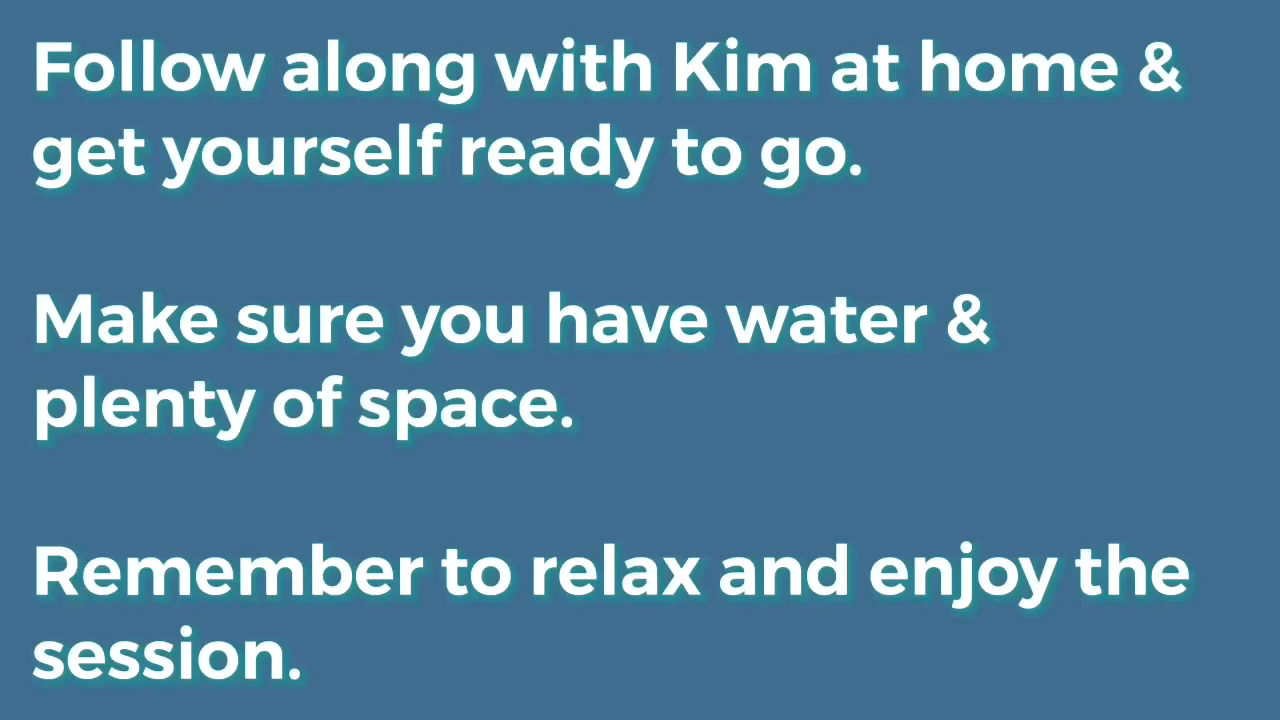 Follow along with Kim at home &
get yourself ready to go.
Make sure you have water &
plenty of space.
Remember to relax and enjoy the
session.